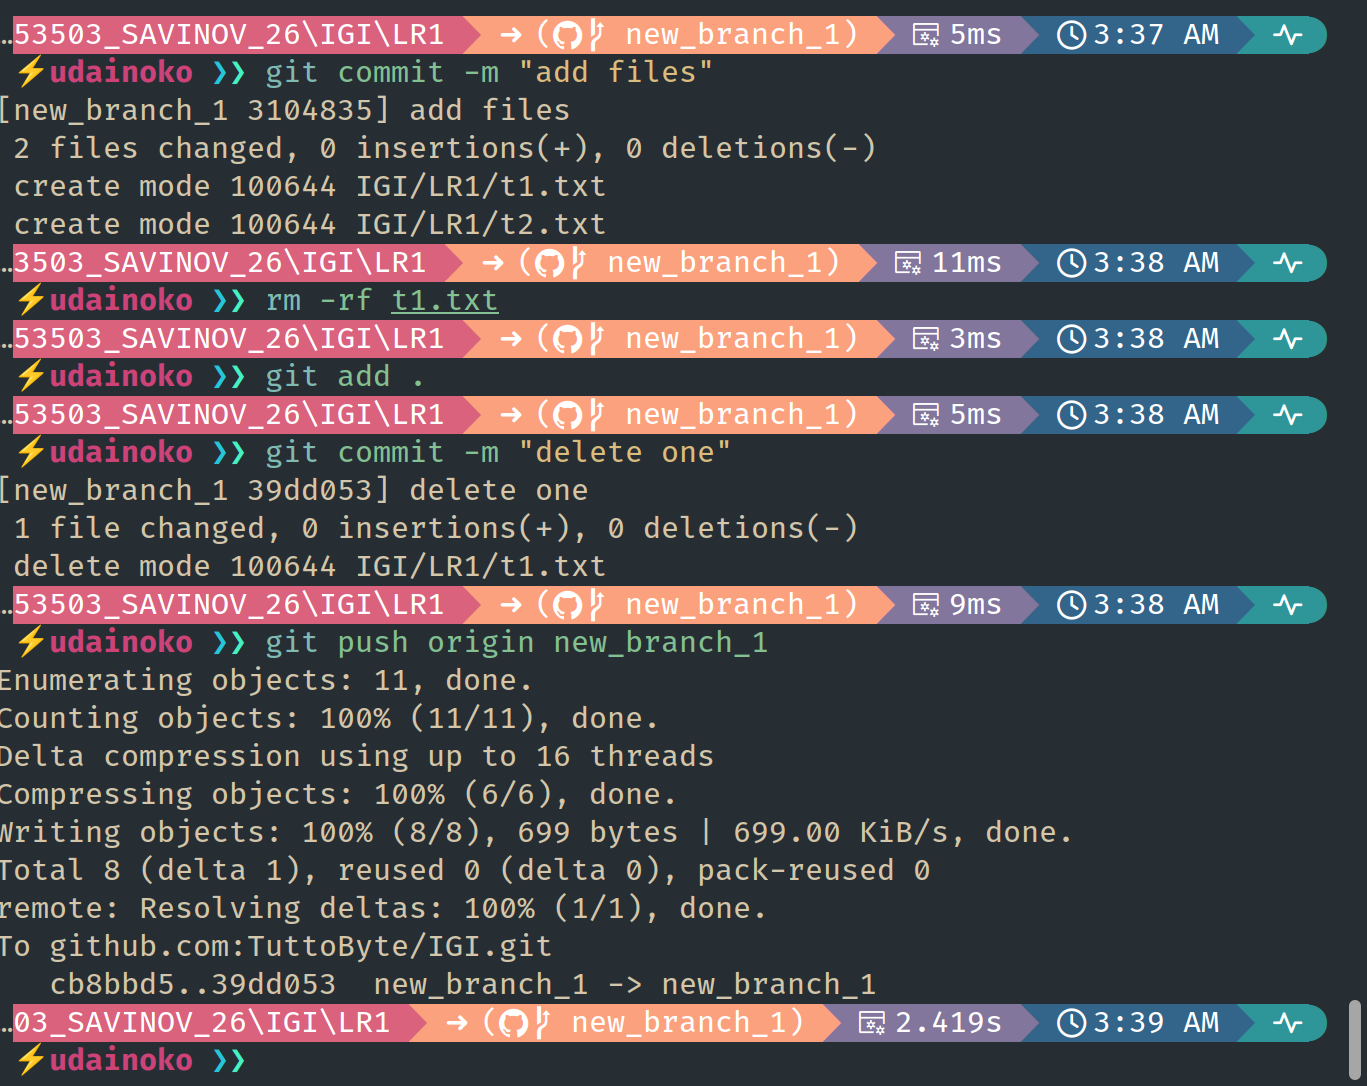 ..53503_SAVINOV_26\IGI\LR1 → ( new_branch_1) 5ms 3:37 AM
⚡udainoko ❯❯ git commit -m "add files"
[new_branch_1 3104835] add files
 2 files changed, 0 insertions(+), 0 deletions(-)
 create mode 100644 IGI/LR1/t1.txt
 create mode 100644 IGI/LR1/t2.txt
..3503_SAVINOV_26\IGI\LR1 → ( new_branch_1) 11ms 3:38 AM
⚡udainoko ❯❯ rm -rf t1.txt
..53503_SAVINOV_26\IGI\LR1 → ( new_branch_1) 3ms 3:38 AM
⚡udainoko ❯❯ git add .
..53503_SAVINOV_26\IGI\LR1 → ( new_branch_1) 5ms 3:38 AM
⚡udainoko ❯❯ git commit -m "delete one"
[new_branch_1 39dd053] delete one
 1 file changed, 0 insertions(+), 0 deletions(-)
 delete mode 100644 IGI/LR1/t1.txt
..53503_SAVINOV_26\IGI\LR1 → ( new_branch_1) 9ms 3:38 AM
⚡udainoko ❯❯ git push origin new_branch_1
Enumerating objects: 11, done.
Counting objects: 100% (11/11), done.
Delta compression using up to 16 threads
Compressing objects: 100% (6/6), done.
Writing objects: 100% (8/8), 699 bytes | 699.00 KiB/s, done.
Total 8 (delta 1), reused 0 (delta 0), pack-reused 0
remote: Resolving deltas: 100% (1/1), done.
To github.com:TuttoByte/IGI.git
   cb8bbd5..39dd053  new_branch_1 -> new_branch_1
..03_SAVINOV_26\IGI\LR1 → ( new_branch_1) 2.419s 3:39 AM
⚡udainoko ❯❯